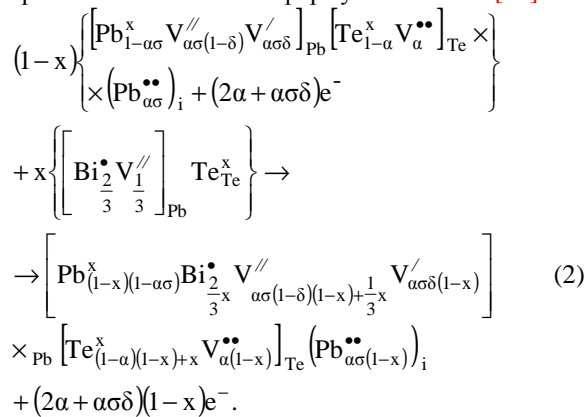 (1−x){[Pb^x_{1−ασ} V^{//}_{ασ(1−δ)} V^{/}_{ασδ}]_{Pb} [Te^x_{1−α} V^{••}_{α}]_{Te} ×
× (Pb^{••}_{ασ})_i + (2α + ασδ)e^−}
+ x{[Bi^{•}_{2/3} V^{//}_{1/3}]_{Pb} Te^x_{Te}} →
→ [Pb^x_{(1−x)(1−ασ)} Bi^{•}_{2/3 x} V^{//}_{ασ(1−δ)(1−x)+1/3 x} V^{/}_{ασδ(1−x)}] (2)
×_{Pb} [Te^x_{(1−α)(1−x)+x} V^{••}_{α(1−x)}]_{Te} (Pb^{••}_{ασ(1−x)})_i
+ (2α + ασδ)(1−x)e^−.